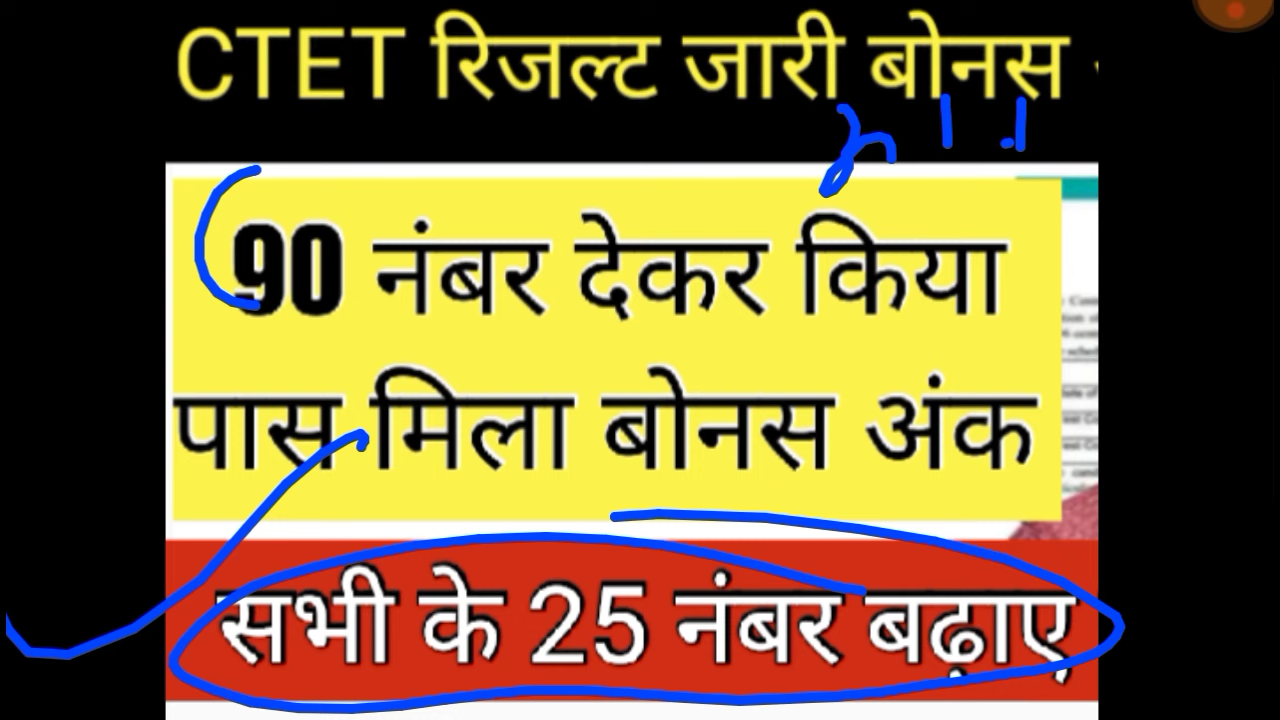 CTET रिजल्ट जारी बोनस
90 नंबर देकर किया
पास मिला बोनस अंक
सभी के 25 नंबर बढ़ाए